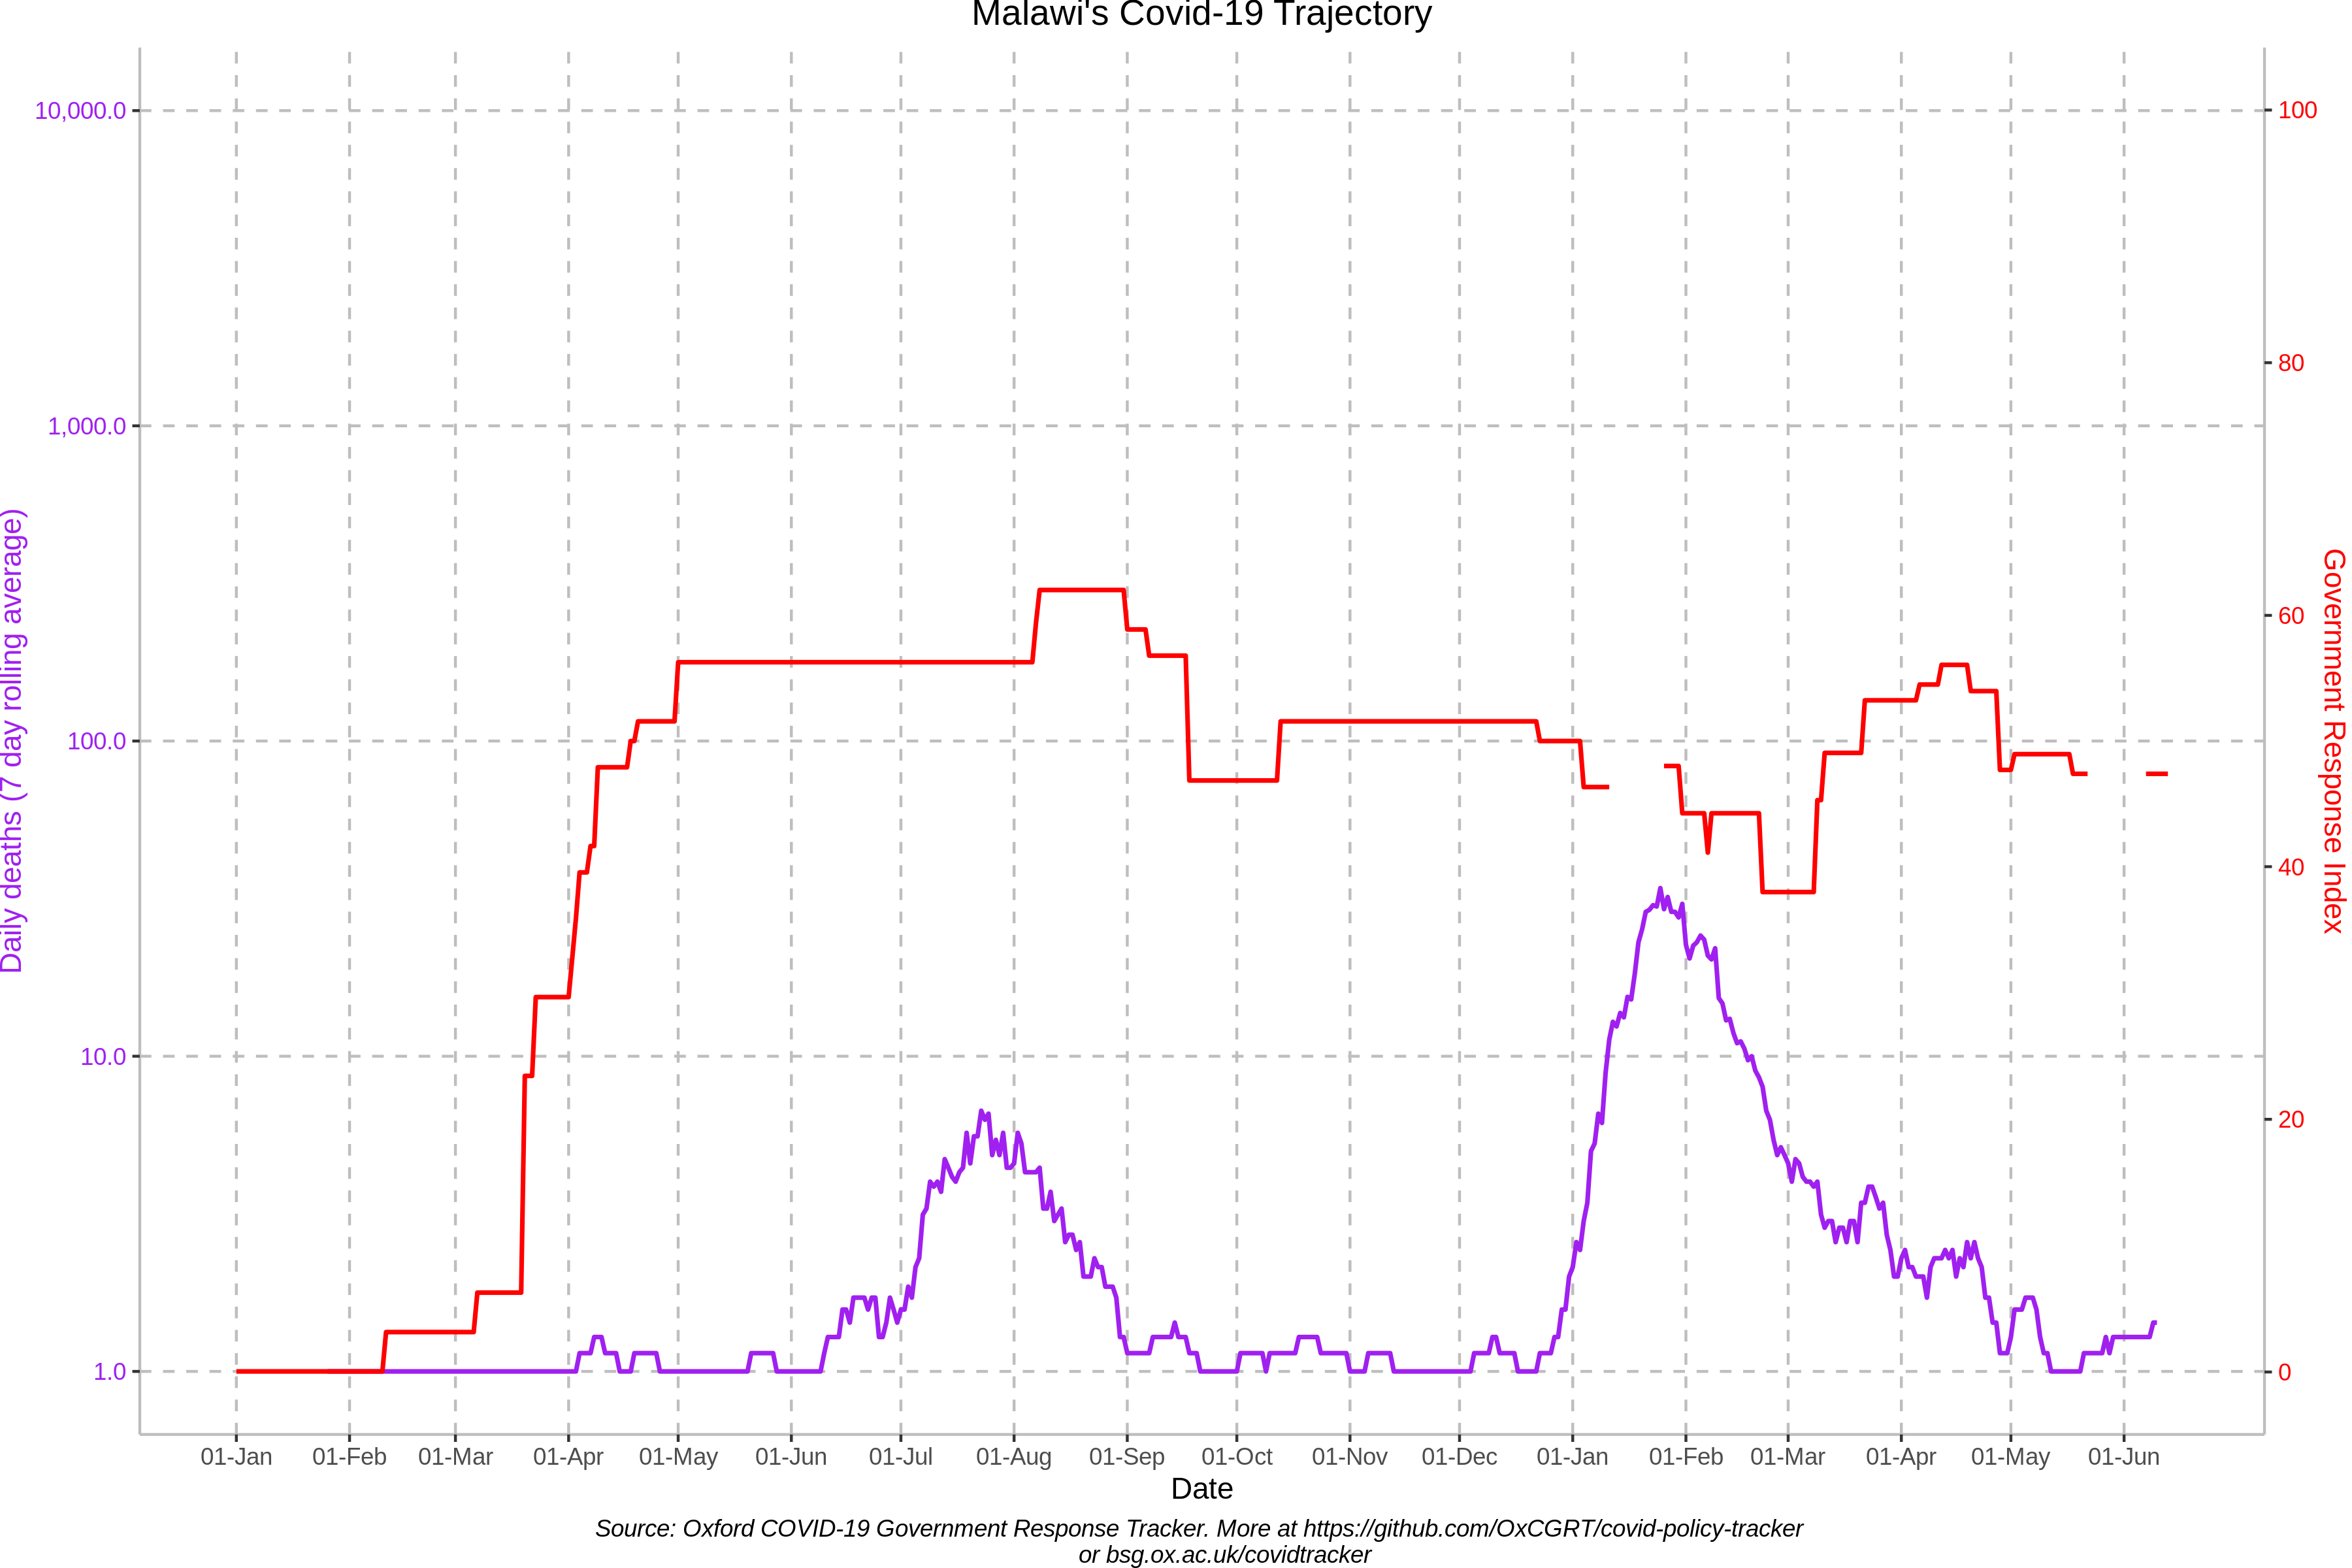 Malawi's Covid-19 Trajectory
Daily deaths (7 day rolling average)
10,000.0
1,000.0
100.0
10.0
1.0
100
80
60
40
20
0
Government Response Index
01-Jan 01-Feb 01-Mar 01-Apr 01-May 01-Jun 01-Jul 01-Aug 01-Sep 01-Oct 01-Nov 01-Dec 01-Jan 01-Feb 01-Mar 01-Apr 01-May 01-Jun
Date
Source: Oxford COVID-19 Government Response Tracker. More at https://github.com/OxCGRT/covid-policy-tracker
or bsg.ox.ac.uk/covidtracker